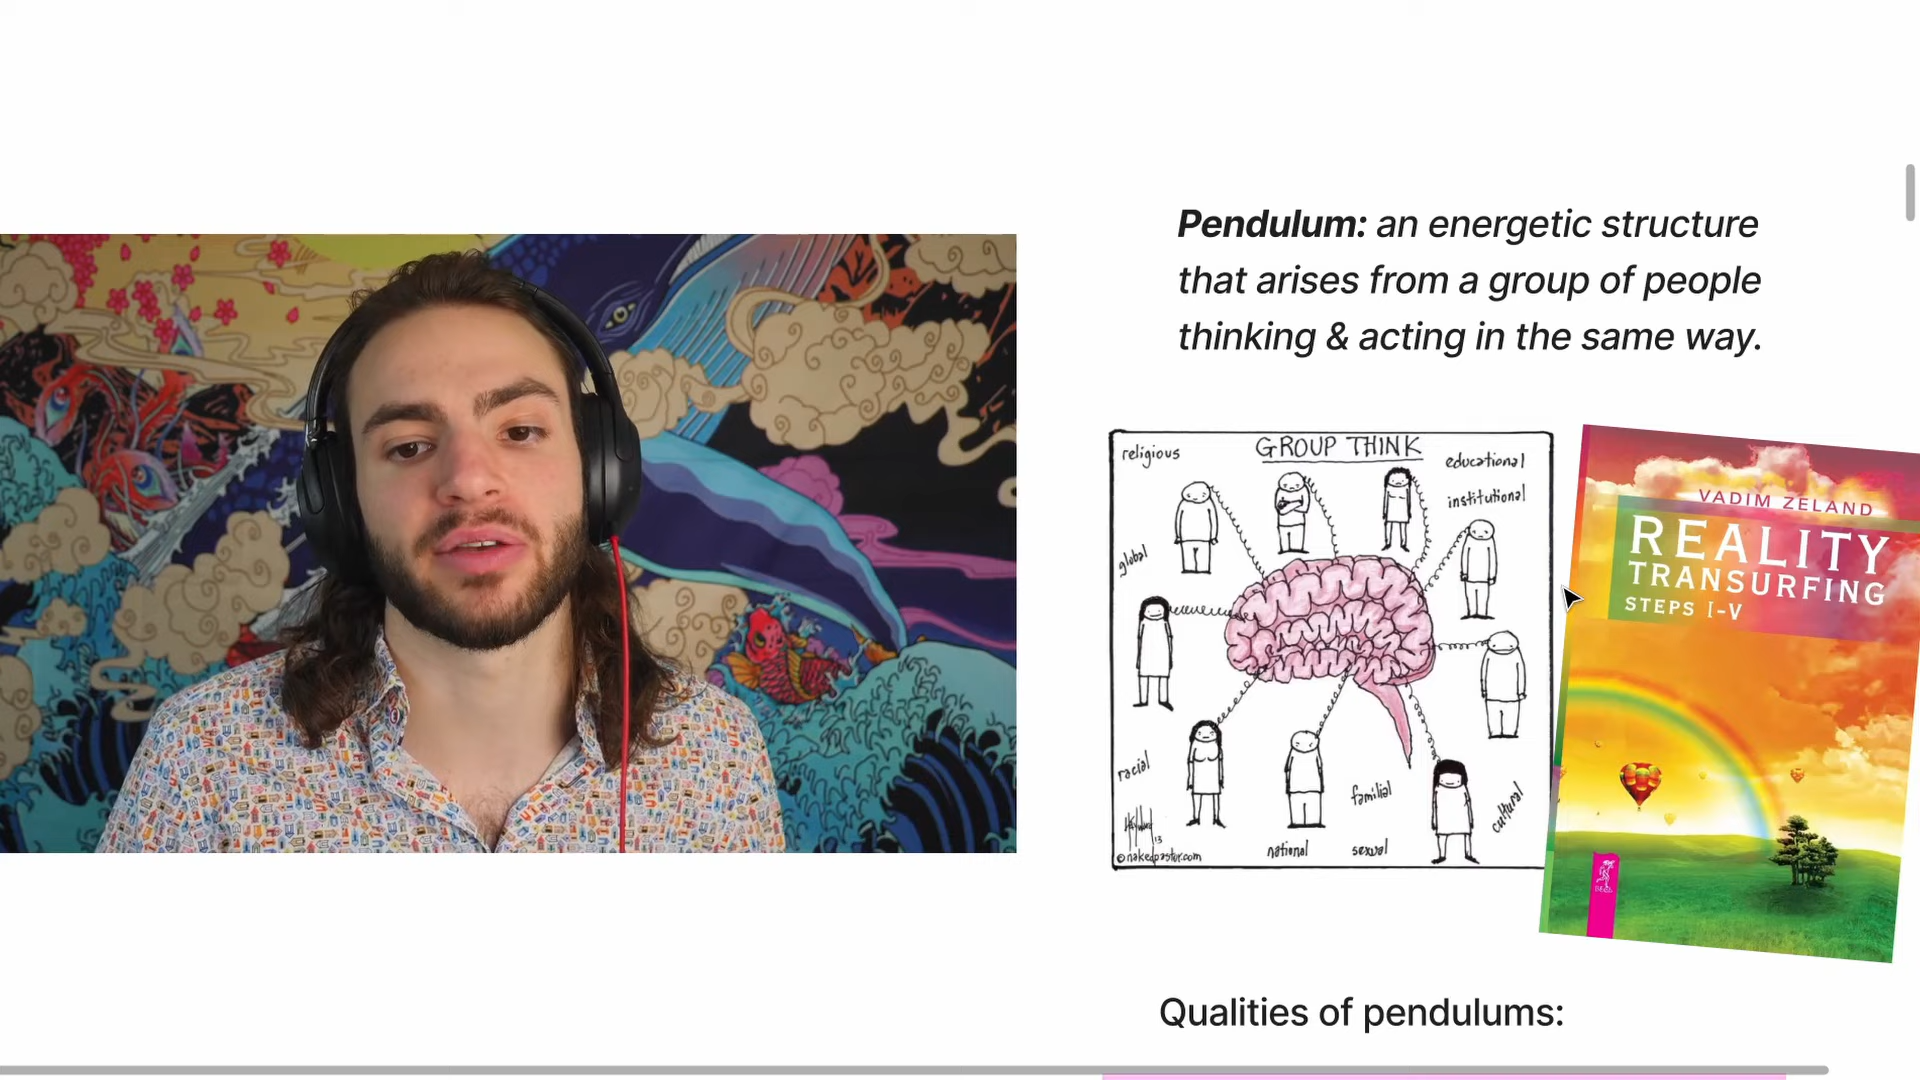 Pendulum: an energetic structure
that arises from a group of people
thinking & acting in the same way.
GROUP THINK
religious
educational
institutional
global
racial
familial
cultural
national
sexual
13
©nakedpastor.com
VADIM ZELAND
REALITY
TRANSURFING
STEPS I-V
Qualities of pendulums: